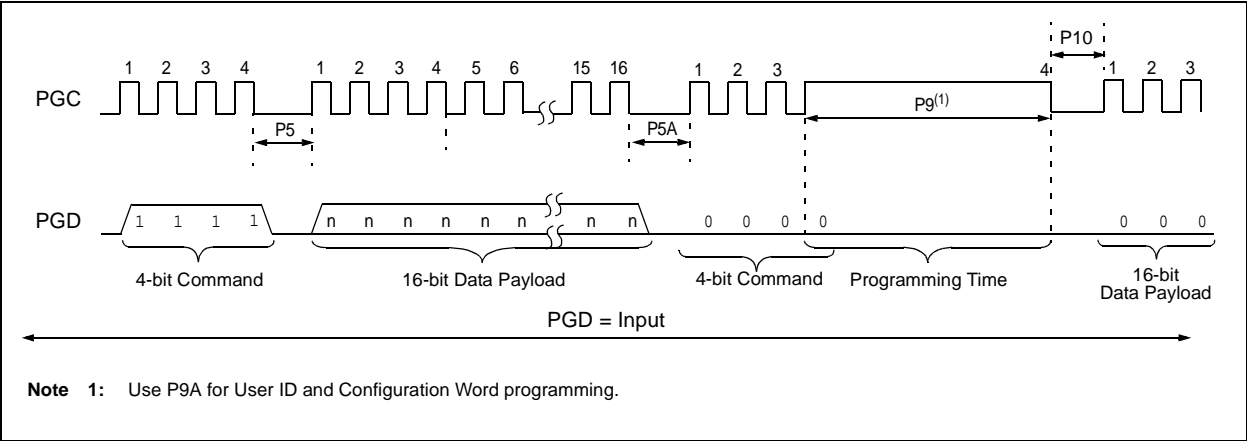 P10
1 2 3 4 1 2 3 4 5 6 15 16 1 2 3 4 1 2 3
PGC
P9(1)
P5
P5A
PGD
1 1 1 1 n n n n n n n n 0 0 0 0 0 0 0
4-bit Command
16-bit Data Payload
4-bit Command
Programming Time
16-bit
Data Payload
PGD = Input
Note 1: Use P9A for User ID and Configuration Word programming.